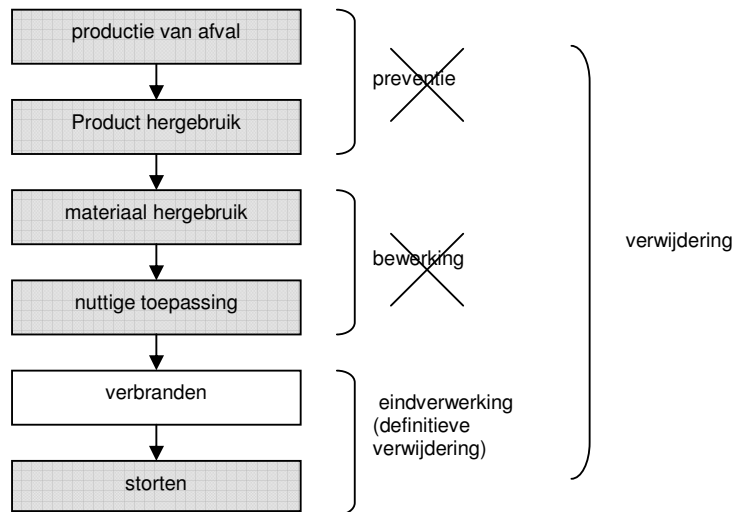 productie van afval
preventie
Product hergebruik
materiaal hergebruik
verwijdering
bewerking
nuttige toepassing
verbranden
eindverwerking
(definitieve
verwijdering)
storten